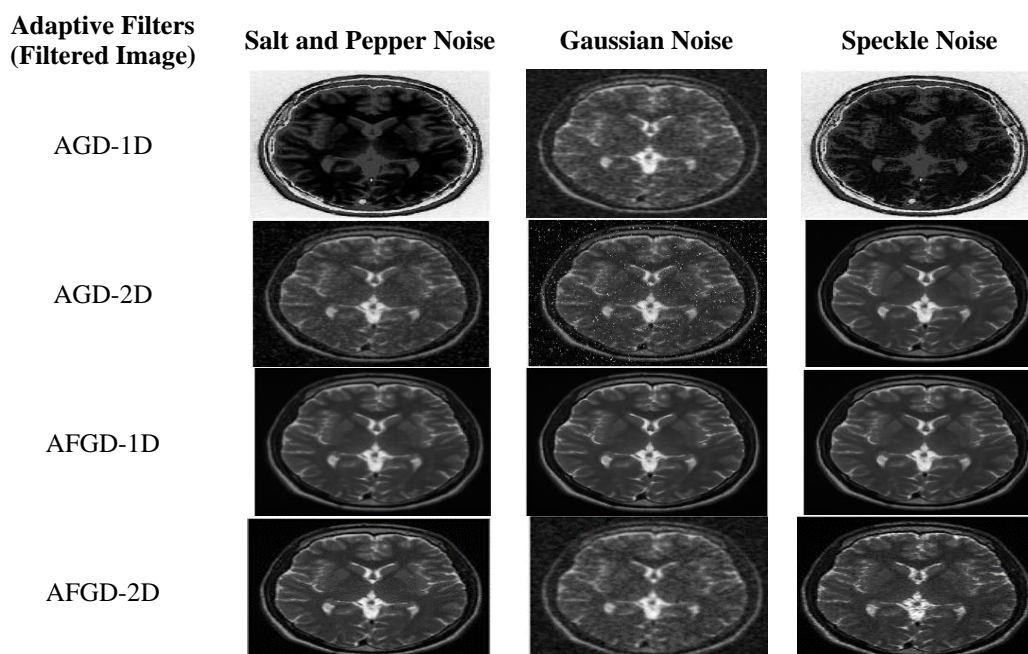 Adaptive Filters
(Filtered Image)
Salt and Pepper Noise
Gaussian Noise
Speckle Noise
AGD-1D
AGD-2D
AFGD-1D
AFGD-2D